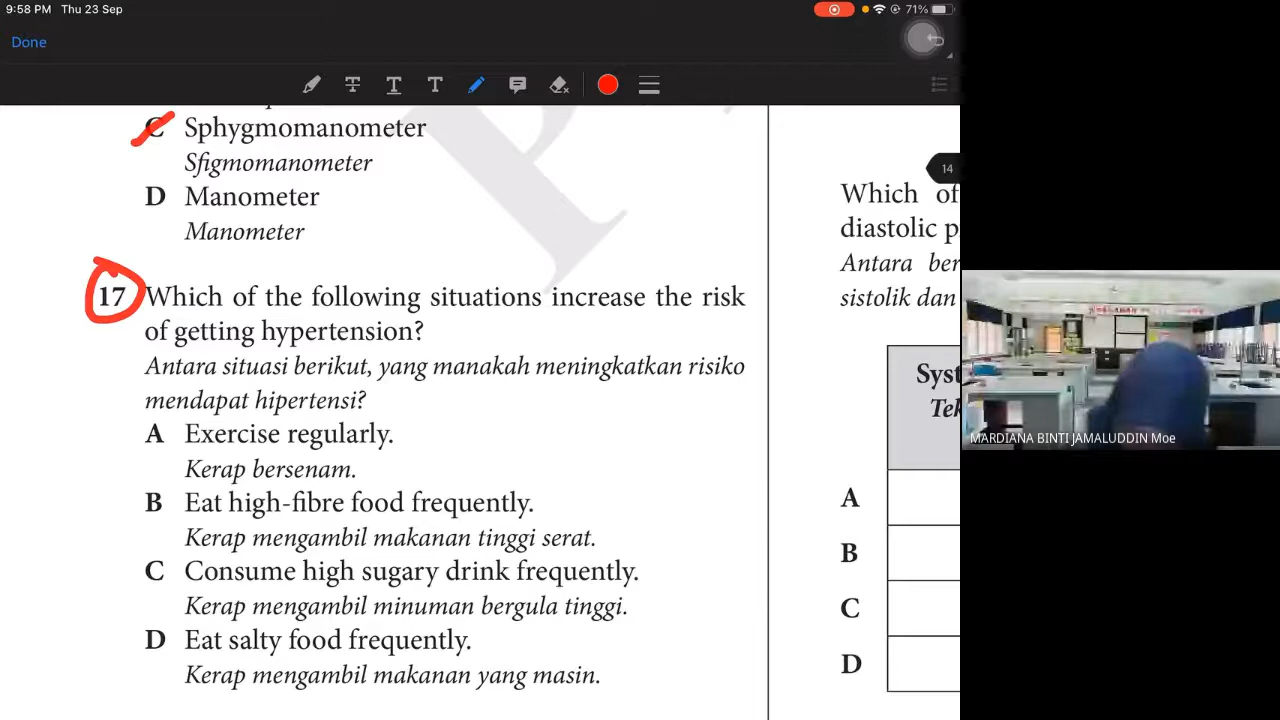 9:58 PM Thu 23 Sep
71%
Done
T T T
C Sphygmomanometer
Sfigmomanometer
D Manometer
Manometer
17 Which of the following situations increase the risk
of getting hypertension?
Antara situasi berikut, yang manakah meningkatkan risiko
mendapat hipertensi?
A Exercise regularly.
Kerap bersenam.
B Eat high-fibre food frequently.
Kerap mengambil makanan tinggi serat.
C Consume high sugary drink frequently.
Kerap mengambil minuman bergula tinggi.
D Eat salty food frequently.
Kerap mengambil makanan yang masin.
14
Which of
diastolic p
Antara ber
sistolik dan
Syst
Tek
A
B
C
D
MARDIANA BINTI JAMALUDDIN Moe